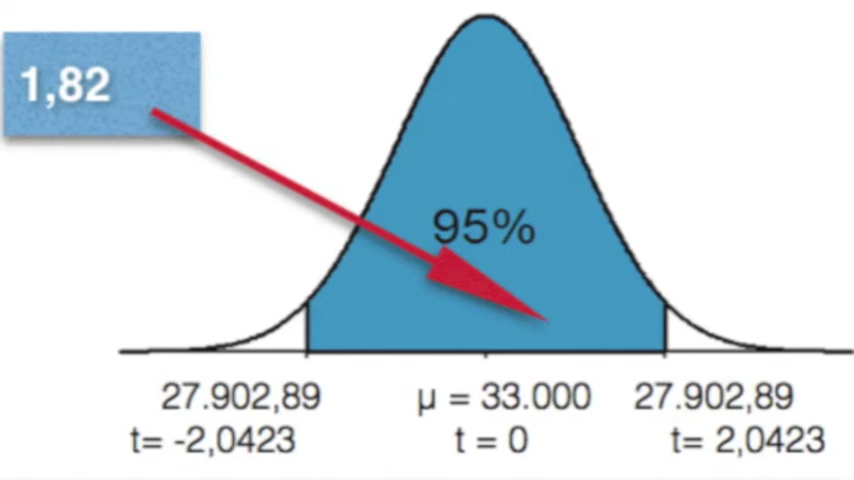 1,82
95%
27.902,89 μ = 33.000 27.902,89
t= -2,0423 t = 0 t= 2,0423